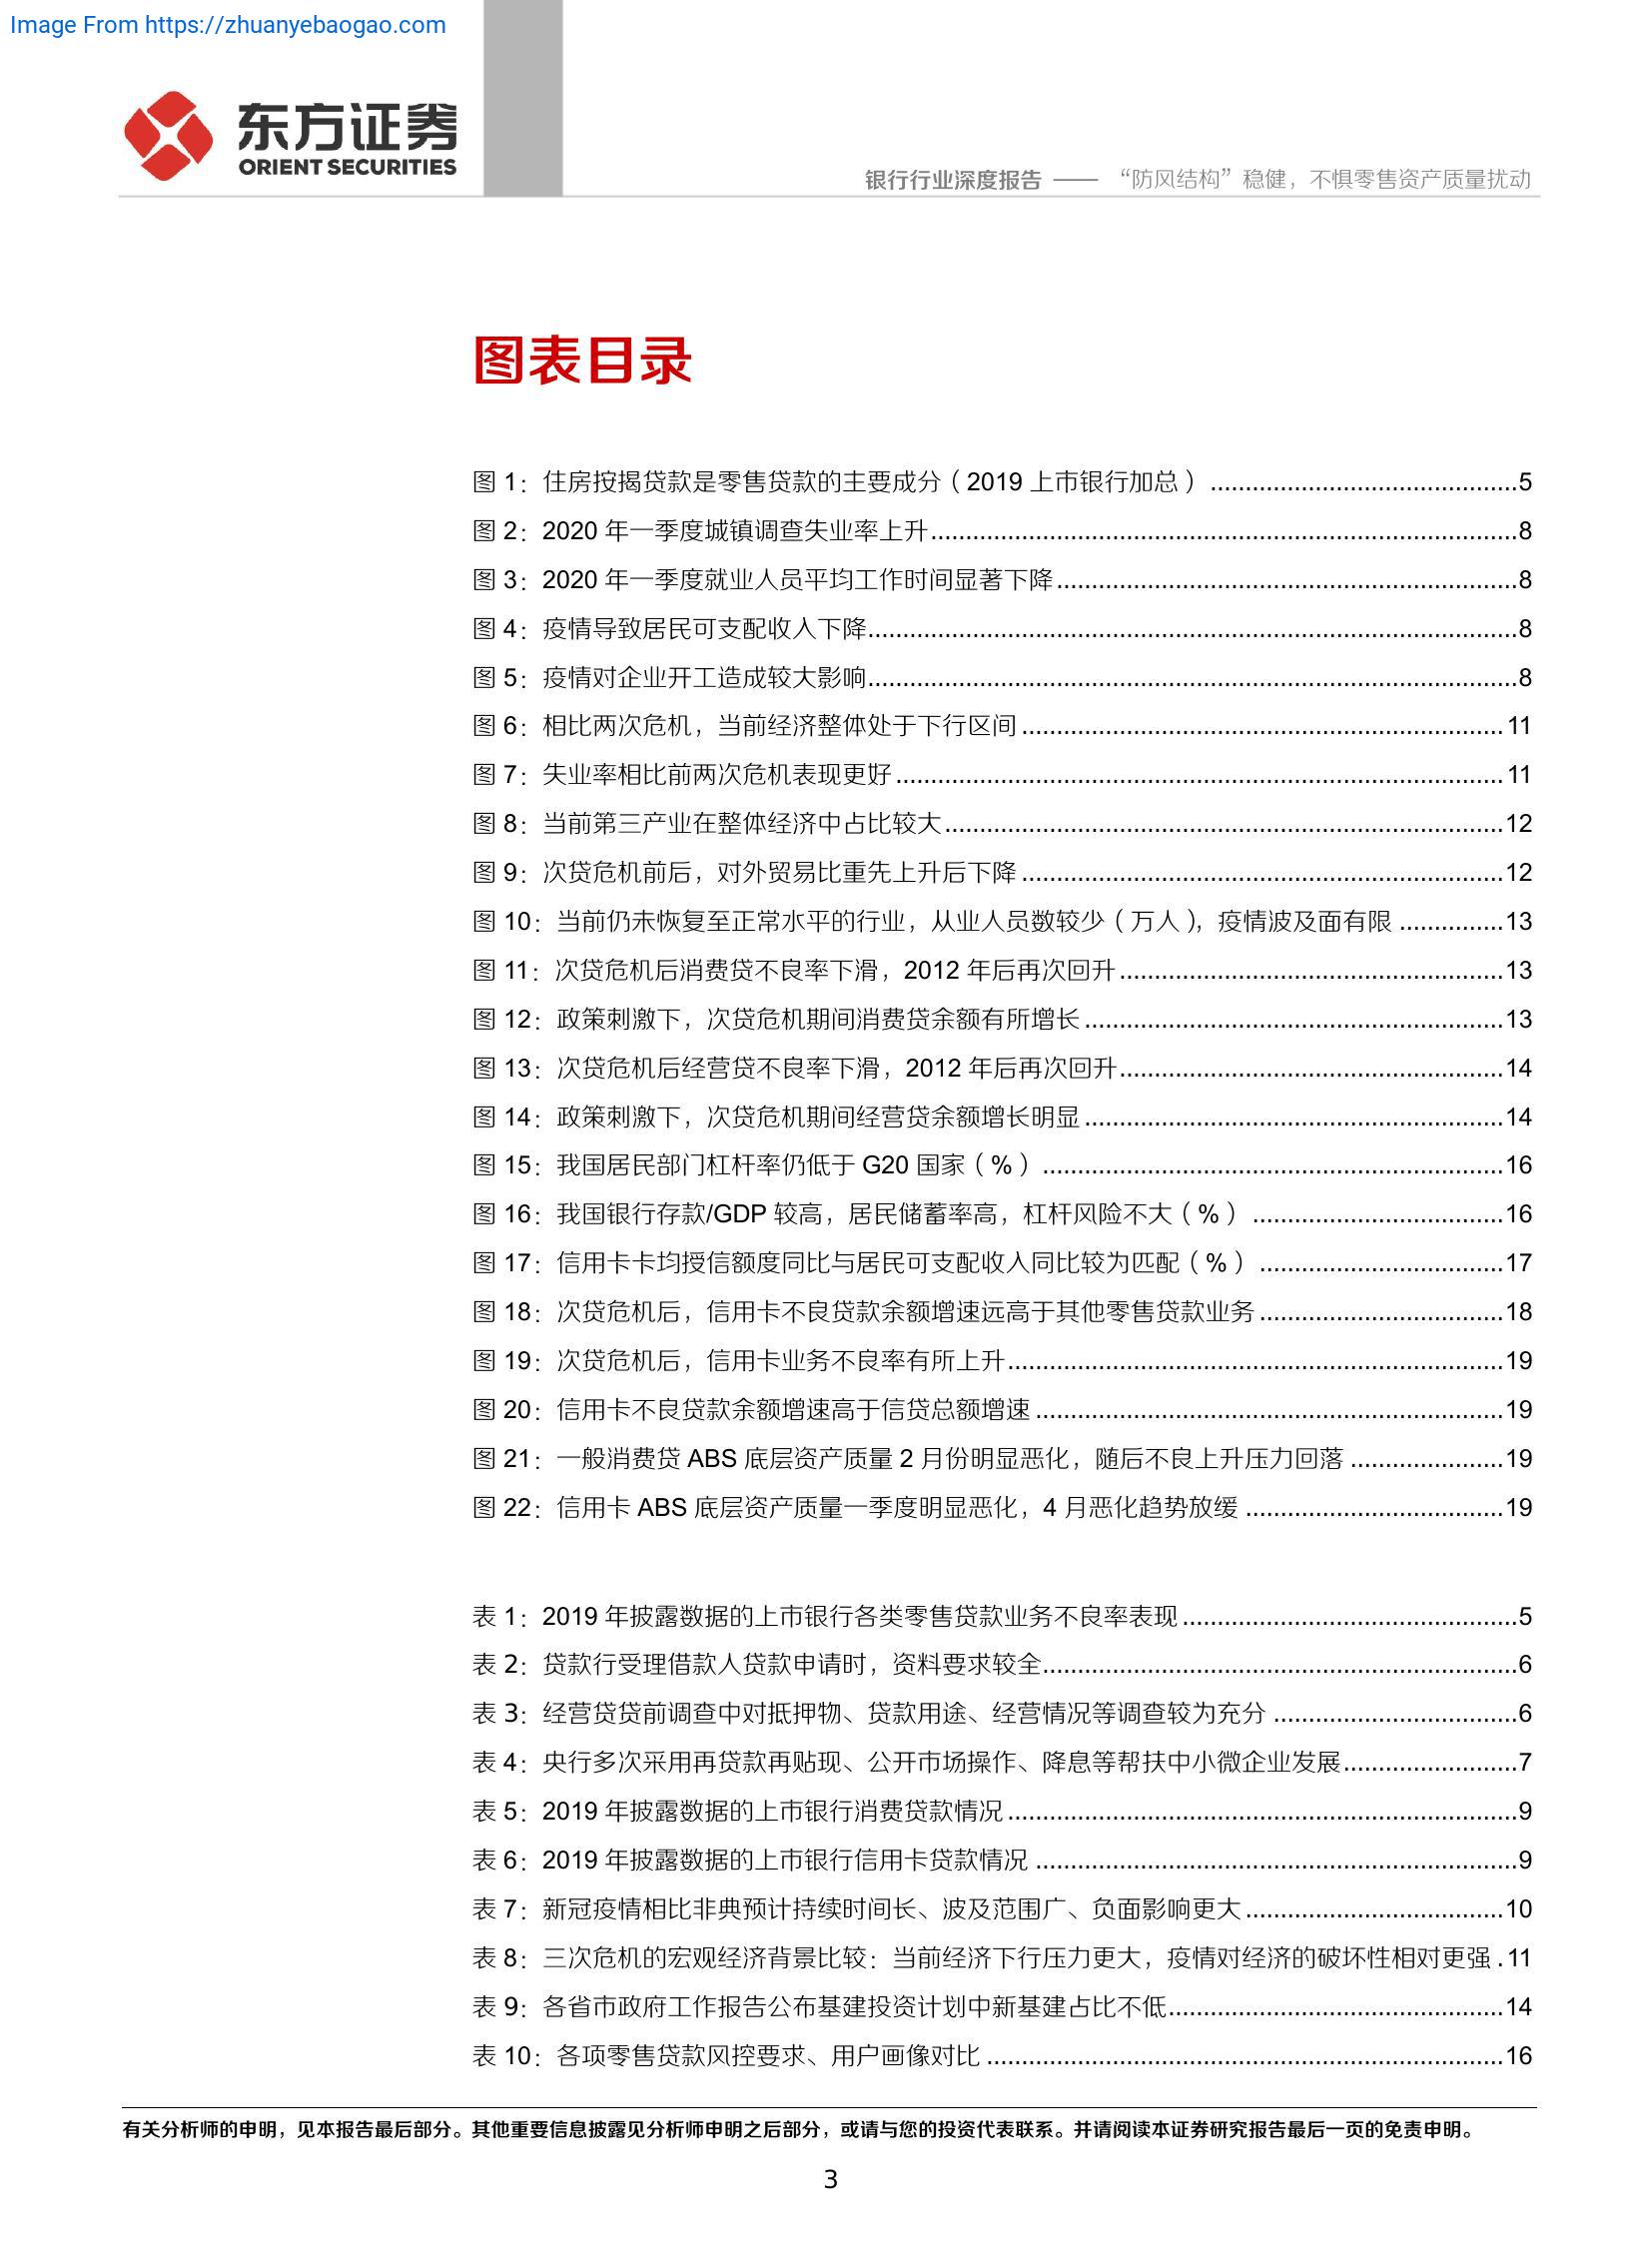 Image From https://zhuanyebaogao.com
东方证券
ORIENT SECURITIES
银行行业深度报告 —— “防风结构”稳健，不惧零售资产质量扰动
图表目录
图 1：住房按揭贷款是零售贷款的主要成分（2019 上市银行加总）............................................5
图 2：2020 年一季度城镇调查失业率上升....................................................................................8
图 3：2020 年一季度就业人员平均工作时间显著下降..................................................................8
图 4：疫情导致居民可支配收入下降.............................................................................................8
图 5：疫情对企业开工造成较大影响.............................................................................................8
图 6：相比两次危机，当前经济整体处于下行区间.....................................................................11
图 7：失业率相比前两次危机表现更好.......................................................................................11
图 8：当前第三产业在整体经济中占比较大................................................................................12
图 9：次贷危机前后，对外贸易比重先上升后下降.....................................................................12
图 10：当前仍未恢复至正常水平的行业，从业人员数较少（万人），疫情波及面有限...............13
图 11：次贷危机后消费贷不良率下滑，2012 年后再次回升.......................................................13
图 12：政策刺激下，次贷危机期间消费贷余额有所增长............................................................13
图 13：次贷危机后经营贷不良率下滑，2012 年后再次回升.......................................................14
图 14：政策刺激下，次贷危机期间经营贷余额增长明显............................................................14
图 15：我国居民部门杠杆率仍低于 G20 国家（%）..................................................................16
图 16：我国银行存款/GDP 较高，居民储蓄率高，杠杆风险不大（%）....................................16
图 17：信用卡卡均授信额度同比与居民可支配收入同比较为匹配（%）...................................17
图 18：次贷危机后，信用卡不良贷款余额增速远高于其他零售贷款业务...................................18
图 19：次贷危机后，信用卡业务不良率有所上升.......................................................................19
图 20：信用卡不良贷款余额增速高于信贷总额增速...................................................................19
图 21：一般消费贷 ABS 底层资产质量 2 月份明显恶化，随后不良上升压力回落......................19
图 22：信用卡 ABS 底层资产质量一季度明显恶化，4 月恶化趋势放缓.....................................19
表 1：2019 年披露数据的上市银行各类零售贷款业务不良率表现................................................5
表 2：贷款行受理借款人贷款申请时，资料要求较全....................................................................6
表 3：经营贷贷前调查中对抵押物、贷款用途、经营情况等调查较为充分...................................6
表 4：央行多次采用再贷款再贴现、公开市场操作、降息等帮扶中小微企业发展.........................7
表 5：2019 年披露数据的上市银行消费贷款情况.........................................................................9
表 6：2019 年披露数据的上市银行信用卡贷款情况.....................................................................9
表 7：新冠疫情相比非典预计持续时间长、波及范围广、负面影响更大.....................................10
表 8：三次危机的宏观经济背景比较：当前经济下行压力更大，疫情对经济的破坏性相对更强.11
表 9：各省市政府工作报告公布基建投资计划中新基建占比不低................................................14
表 10：各项零售贷款风控要求、用户画像对比..........................................................................16
有关分析师的申明，见本报告最后部分。其他重要信息披露见分析师申明之后部分，或请与您的投资代表联系。并请阅读本证券研究报告最后一页的免责申明。
3